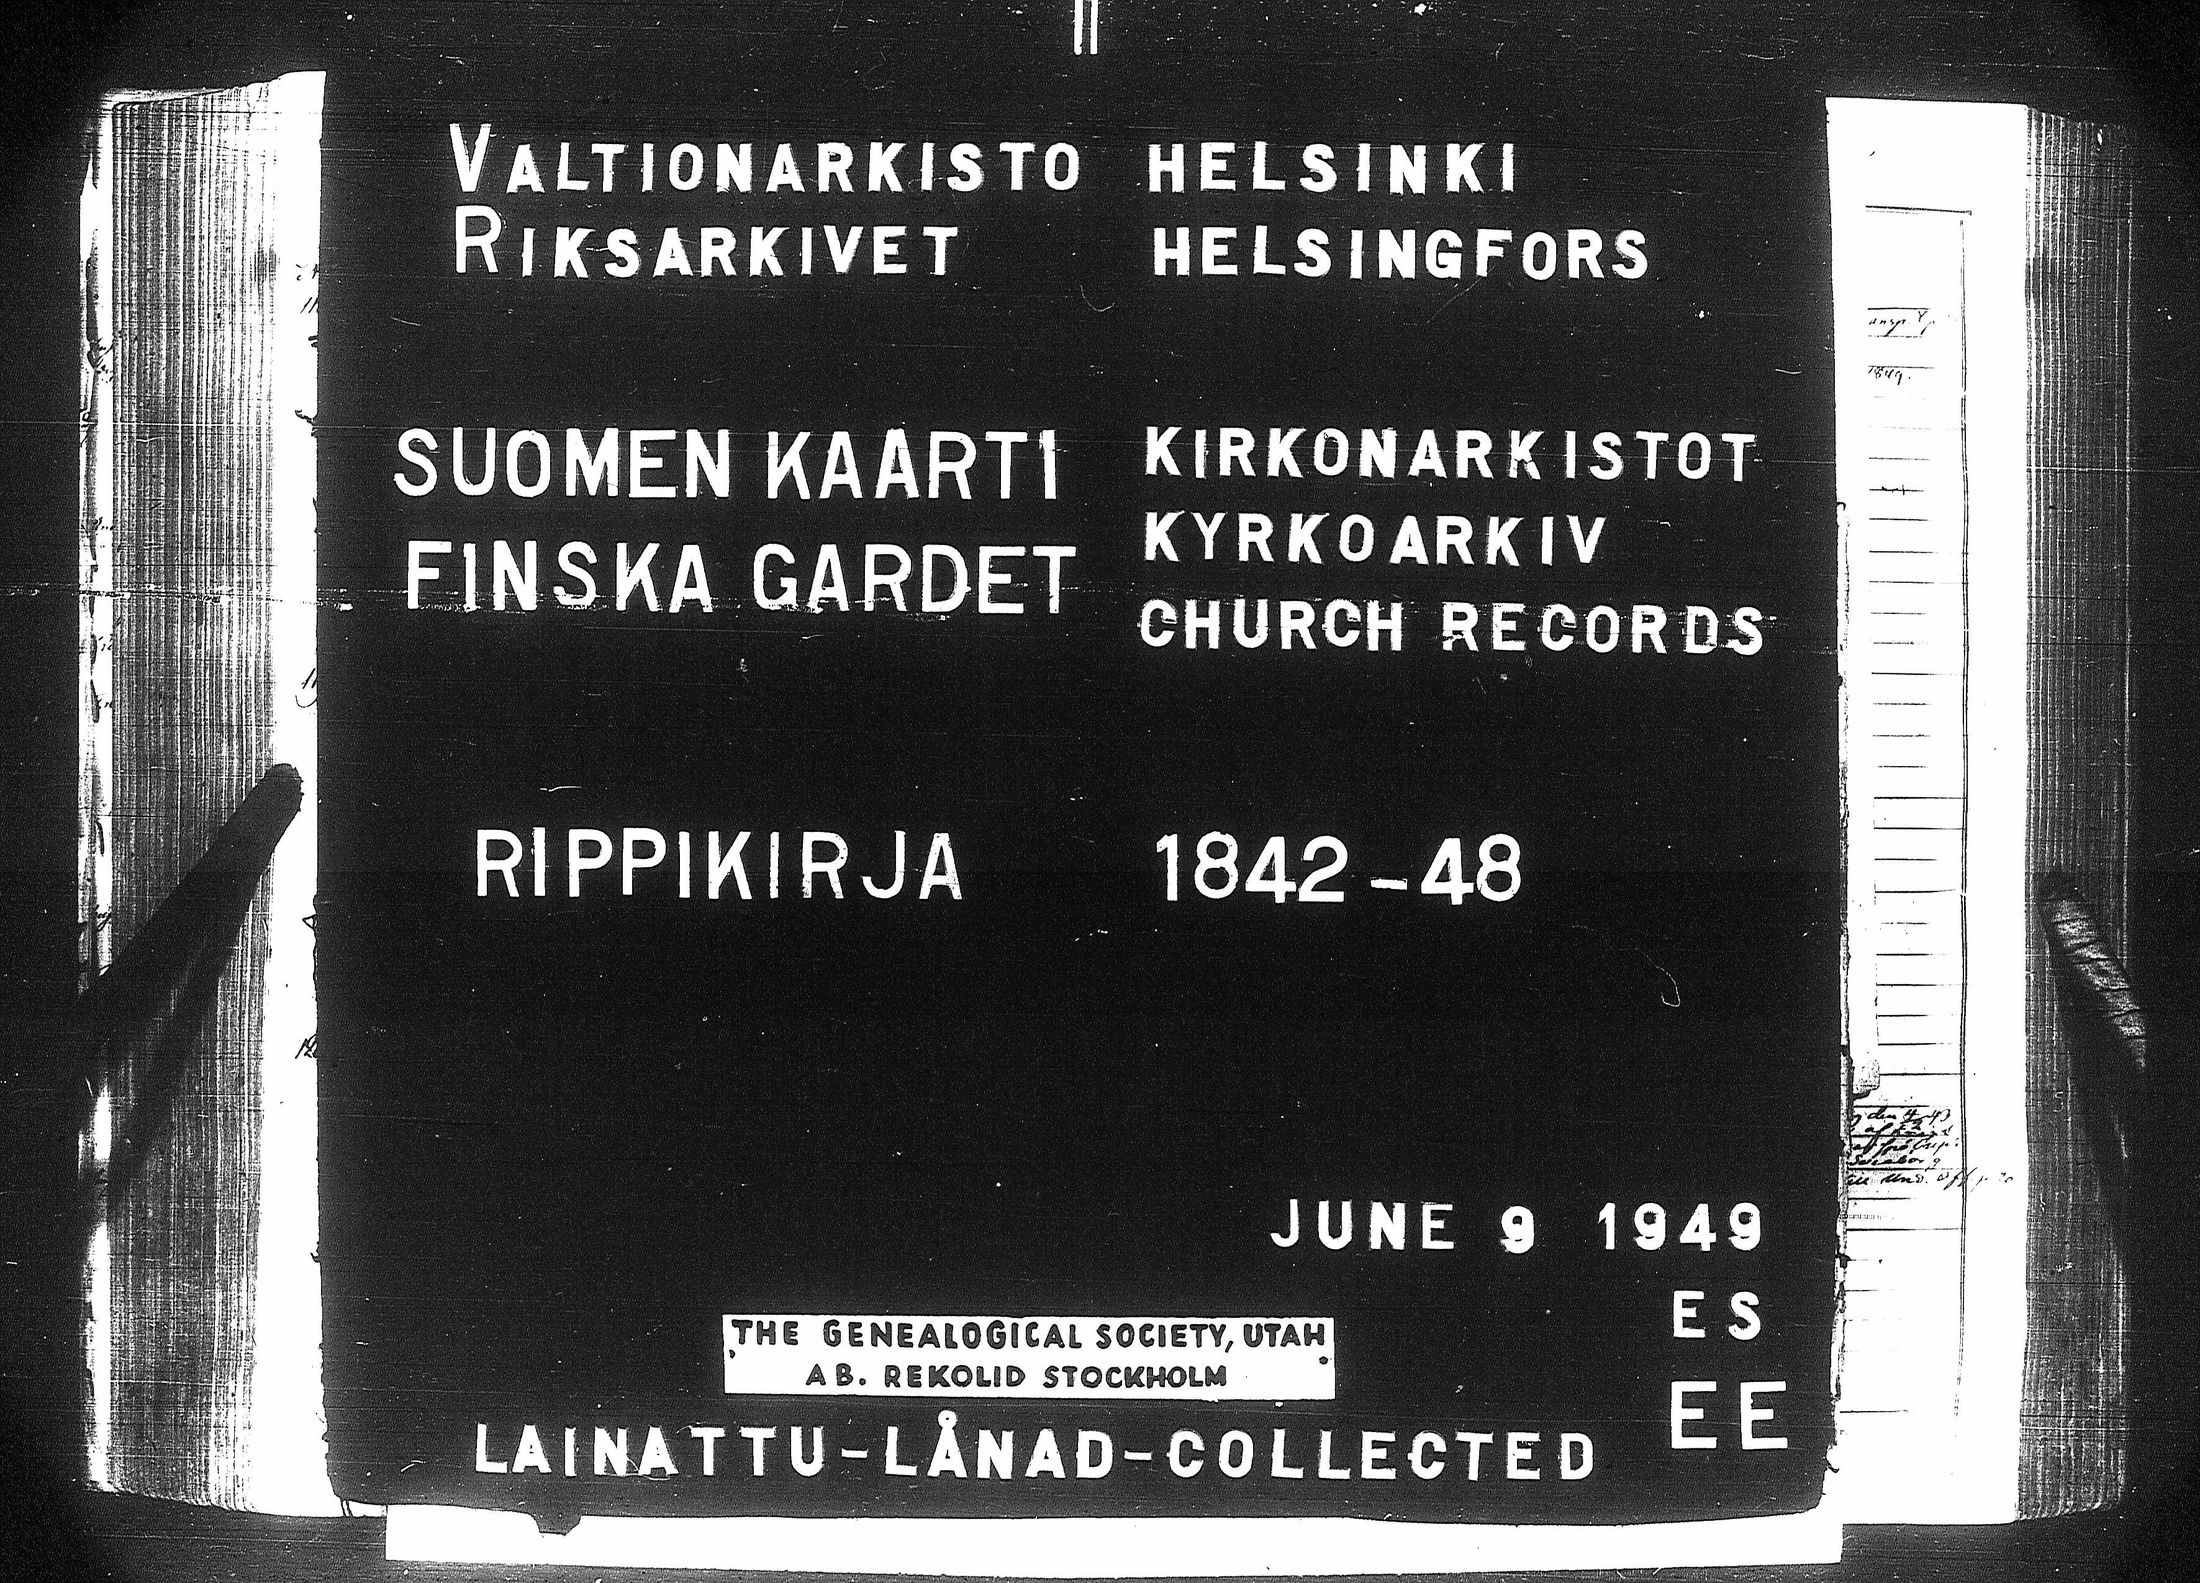 VALTIONARKISTO HELSINKI
RIKSARKIVET HELSINGFORS
SUOMEN KAARTI KIRKONARKISTOT
FINSKA GARDET KYRKOARKIV
CHURCH RECORDS
RIPPIKIRJA 1842-48
1849.
JUNE 9 1949
ES
THE GENEALOGICAL SOCIETY, UTAH
AB. REKOLID STOCKHOLM
EE
LAINATTU-LÅNAD-COLLECTED